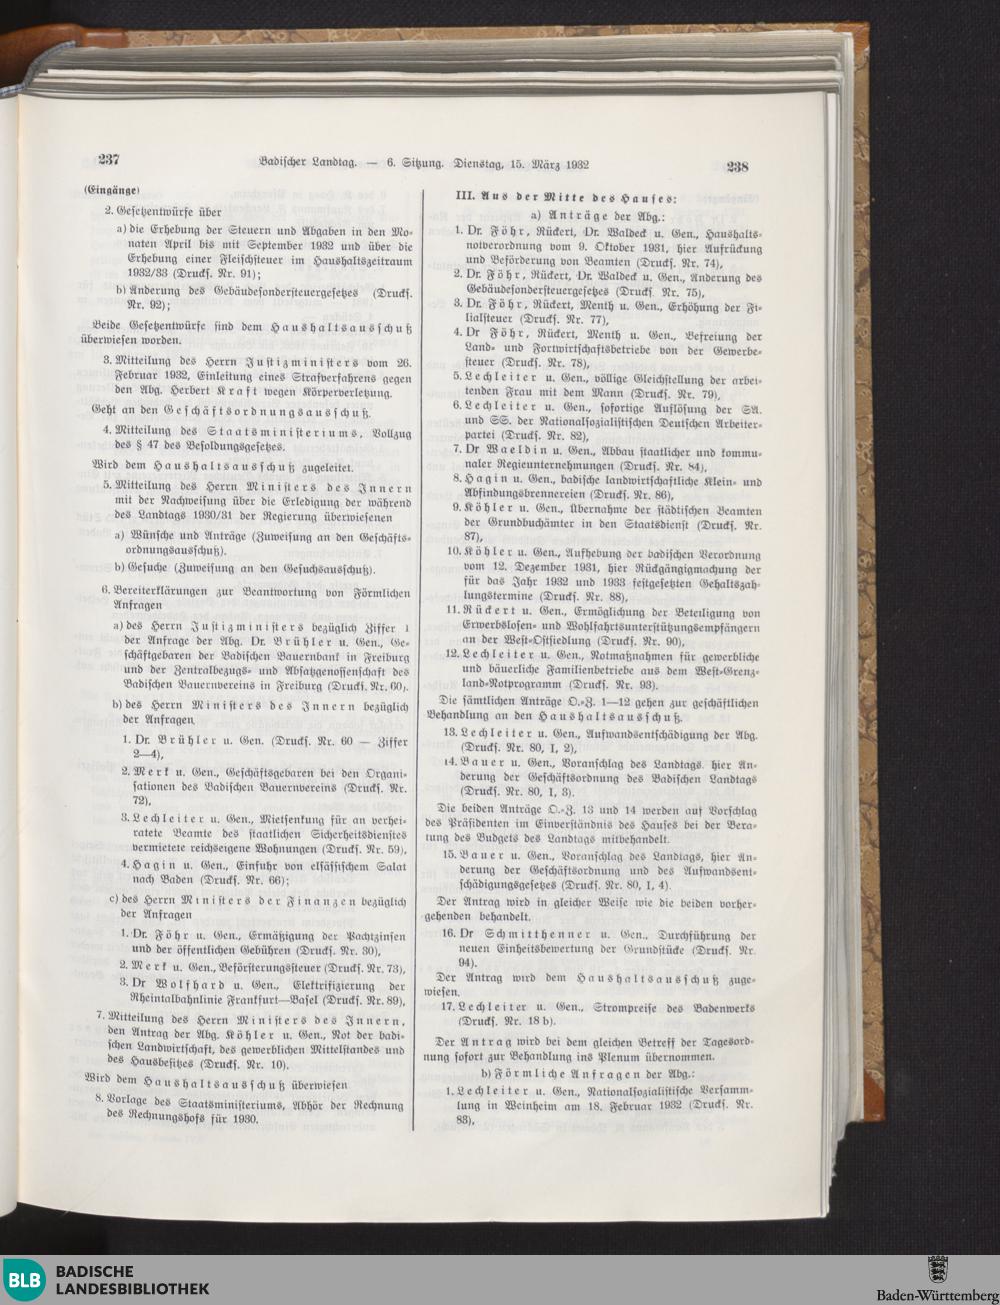 237
Badischer Landtag. — 6. Sitzung. Dienstag, 15. März 1932
238
(Eingänge)
2. Gesetzentwürfe über
a) die Erhebung der Steuern und Abgaben in den Mo-
naten April bis mit September 1932 und über die
Erhebung einer Fleischsteuer im Haushaltszeitraum
1932/33 (Drucks. Nr. 91);
b) Änderung des Gebäudesondersteuergesetzes (Drucks.
Nr. 92);
Beide Gesetzentwürfe sind dem Haushaltsausschuß
überwiesen worden.
3. Mitteilung des Herrn Justizministers vom 26.
Februar 1932, Einleitung eines Strafverfahrens gegen
den Abg. Herbert Kraft wegen Körperverletzung.
Geht an den Geschäftsordnungsausschuß.
4. Mitteilung des Staatsministeriums, Vollzug
des § 47 des Besoldungsgesetzes.
Wird dem Haushaltsausschuß zugeleitet.
5. Mitteilung des Herrn Ministers des Innern
mit der Nachweisung über die Erledigung der während
des Landtags 1930/31 der Regierung überwiesenen
a) Wünsche und Anträge (Zuweisung an den Geschäfts-
ordnungsausschuß).
b) Gesuche (Zuweisung an den Gesuchsausschuß).
6. Bereiterklärungen zur Beantwortung von Förmlichen
Anfragen
a) des Herrn Justizministers bezüglich Ziffer 1
der Anfrage der Abg. Dr. Brühler u. Gen., Ge-
schäftgebaren der Badischen Bauernbank in Freiburg
und der Zentralbezugs- und Absatzgenossenschaft des
Badischen Bauernvereins in Freiburg (Drucks. Nr. 60).
b) des Herrn Ministers des Innern bezüglich
der Anfragen
1. Dr. Brühler u. Gen. (Drucks. Nr. 60 — Ziffer
2—4),
2. Merk u. Gen., Geschäftsgebaren bei den Organi-
sationen des Badischen Bauernvereins (Drucks. Nr.
72),
3. Lechleiter u. Gen., Mietsenkung für an verhei-
ratete Beamte des staatlichen Sicherheitsdienstes
vermietete reichseigene Wohnungen (Drucks. Nr. 59),
4. Hagin u. Gen., Einfuhr von elsässischem Salat
nach Baden (Drucks. Nr. 66);
c) des Herrn Ministers der Finanzen bezüglich
der Anfragen
1. Dr. Föhr u. Gen., Ermäßigung der Pachtzinsen
und der öffentlichen Gebühren (Drucks. Nr. 30),
2. Merk u. Gen., Beförsterungssteuer (Drucks. Nr. 73),
3. Dr Wolfhard u. Gen., Elektrifizierung der
Rheintalbahnlinie Frankfurt—Basel (Drucks. Nr. 89),
7. Mitteilung des Herrn Ministers des Innern,
den Antrag der Abg. Köhler u. Gen., Not der badi-
schen Landwirtschaft, des gewerblichen Mittelstandes und
des Hausbesitzes (Drucks. Nr. 10).
Wird dem Haushaltsausschuß überwiesen
8. Vorlage des Staatsministeriums, Abhör der Rechnung
des Rechnungshofs für 1930.
III. Aus der Mitte des Hauses:
a) Anträge der Abg.:
1. Dr. Föhr, Rückert, Dr. Waldeck u. Gen., Haushalts-
notverordnung vom 9. Oktober 1931, hier Aufrückung
und Beförderung von Beamten (Drucks. Nr. 74),
2. Dr. Föhr, Rückert, Dr. Waldeck u. Gen., Änderung des
Gebäudesondersteuergesetzes (Drucks. Nr. 75),
3. Dr. Föhr, Rückert, Menth u. Gen., Erhöhung der Fi-
lialsteuer (Drucks. Nr. 77),
4. Dr Föhr, Rückert, Menth u. Gen., Befreiung der
Land- und Forstwirtschaftsbetriebe von der Gewerbe-
steuer (Drucks. Nr. 78),
5. Lechleiter u. Gen., völlige Gleichstellung der arbei-
tenden Frau mit dem Mann (Drucks. Nr. 79),
6. Lechleiter u. Gen., sofortige Auflösung der SA.
und SS. der Nationalsozialistischen Deutschen Arbeiter-
partei (Drucks. Nr. 82),
7. Dr Waeldin u. Gen., Abbau staatlicher und kommu-
naler Regieunternehmungen (Drucks. Nr. 84),
8. Hagin u. Gen., badische landwirtschaftliche Klein- und
Abfindungsbrennereien (Drucks. Nr. 86),
9. Köhler u. Gen., Übernahme der städtischen Beamten
der Grundbuchämter in den Staatsdienst (Drucks. Nr.
87),
10. Köhler u. Gen., Aufhebung der badischen Verordnung
vom 12. Dezember 1931, hier Rückgängigmachung der
für das Jahr 1932 und 1933 festgesetzten Gehaltszah-
lungstermine (Drucks. Nr. 88),
11. Rückert u. Gen., Ermöglichung der Beteiligung von
Erwerbslosen- und Wohlfahrtsunterstützungsempfängern
an der West-Ostsiedlung (Drucks. Nr. 90),
12. Lechleiter u. Gen., Notmaßnahmen für gewerbliche
und bäuerliche Familienbetriebe aus dem West-Grenz-
land-Notprogramm (Drucks. Nr. 93).
Die sämtlichen Anträge O.-Z. 1—12 gehen zur geschäftlichen
Behandlung an den Haushaltsausschuß.
13. Lechleiter u. Gen., Aufwandsentschädigung der Abg.
(Drucks. Nr. 80, I, 2),
14. Bauer u. Gen., Voranschlag des Landtags, hier Än-
derung der Geschäftsordnung des Badischen Landtags
(Drucks. Nr. 80, I, 3).
Die beiden Anträge O.-Z. 13 und 14 werden auf Vorschlag
des Präsidenten im Einverständnis des Hauses bei der Bera-
tung des Budgets des Landtags mitbehandelt.
15. Bauer u. Gen., Voranschlag des Landtags, hier Än-
derung der Geschäftsordnung und des Aufwandsent-
schädigungsgesetzes (Drucks. Nr. 80, I, 4).
Der Antrag wird in gleicher Weise wie die beiden vorher-
gehenden behandelt.
16. Dr Schmitthenner u. Gen., Durchführung der
neuen Einheitsbewertung der Grundstücke (Drucks. Nr.
94).
Der Antrag wird dem Haushaltsausschuß zuge-
wiesen.
17. Lechleiter u. Gen., Strompreise des Badenwerks
(Drucks. Nr. 18 b).
Der Antrag wird bei dem gleichen Betreff der Tagesord-
nung sofort zur Behandlung ins Plenum übernommen.
b) Förmliche Anfragen der Abg.:
1. Lechleiter u. Gen., Nationalsozialistische Versamm-
lung in Weinheim am 18. Februar 1932 (Drucks. Nr.
83),
BLB
BADISCHE
LANDESBIBLIOTHEK
Baden-Württemberg